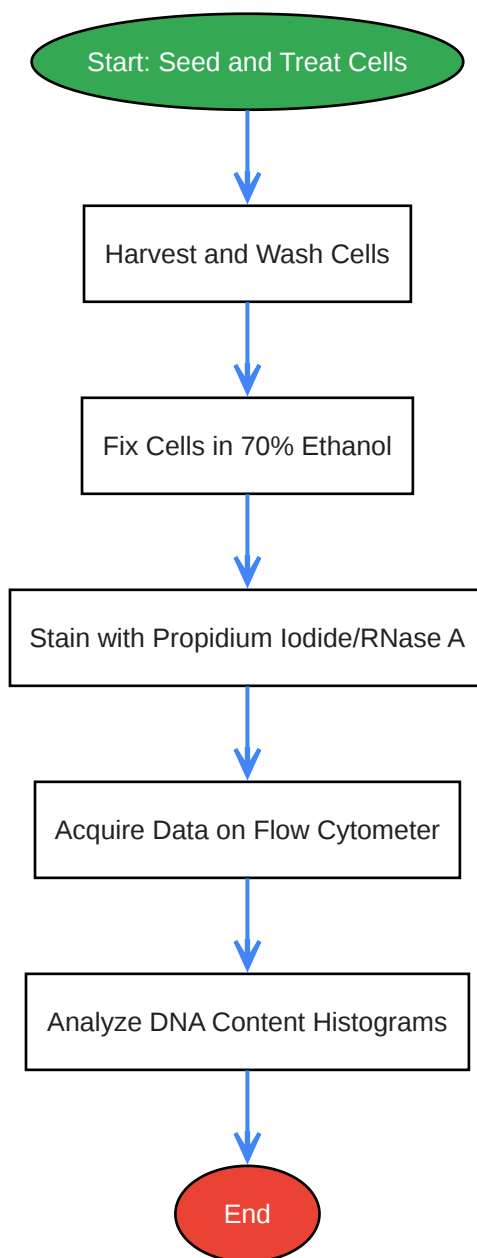 Start: Seed and Treat Cells
Harvest and Wash Cells
Fix Cells in 70% Ethanol
Stain with Propidium Iodide/RNase A
Acquire Data on Flow Cytometer
Analyze DNA Content Histograms
End